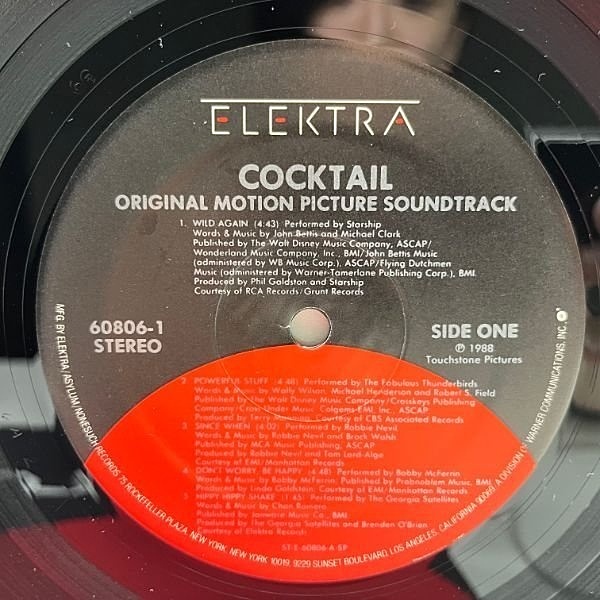 ELEKTRA
COCKTAIL
ORIGINAL MOTION PICTURE SOUNDTRACK
1. WILD AGAIN (4:43) Performed by Starship
Words & Music by John Bettis and Michael Clark
Published by The Walt Disney Music Company, ASCAP/
Wonderland Music Company, Inc., BMI/John Bettis Music
(administered by WB Music Corp.), ASCAP/Flying Dutchmen
Music (administered by Warner-Tamerlane Publishing Corp.), BMI.
Produced by Phil Galdston and Starship
Courtesy of RCA Records/Grunt Records
60806-1
STEREO
SIDE ONE
℗ 1988
Touchstone Pictures
2. POWERFUL STUFF (4:48) Performed by The Fabulous Thunderbirds
Words & Music by Wally Wilson, Michael Henderson and Robert S. Field
Published by The Walt Disney Music Company/Crosskeys Publishing
Company/Cross-Under Music/Colgems-EMI, Inc., ASCAP
Produced by Terry Manning Courtesy of CBS Associated Records
3. SINCE WHEN (4:02) Performed by Robbie Nevil
Words & Music by Robbie Nevil and Brock Walsh
Published by MCA Music Publishing, ASCAP
Produced by Robbie Nevil and Tom Lord-Alge
Courtesy of EMI/Manhattan Records
4. DON'T WORRY, BE HAPPY (4:48) Performed by Bobby McFerrin
Words & Music by Bobby McFerrin. Published by Probnoblem Music, BMI.
Produced by Linda Goldstein. Courtesy of EMI/Manhattan Records
5. HIPPY HIPPY SHAKE (1:45) Performed by The Georgia Satellites
Words & Music by Chan Romero
Published by Jonware Music Co., BMI.
Produced by The Georgia Satellites and Brenden O'Brien
Courtesy of Elektra Records
ST-E-60806-A SP
MFG. BY ELEKTRA/ASYLUM/NONESUCH RECORDS 75 ROCKEFELLER PLAZA, NEW YORK, NEW YORK 10019, 9229 SUNSET BOULEVARD, LOS ANGELES, CALIFORNIA 90069, A DIVISION OF WARNER COMMUNICATIONS, INC.